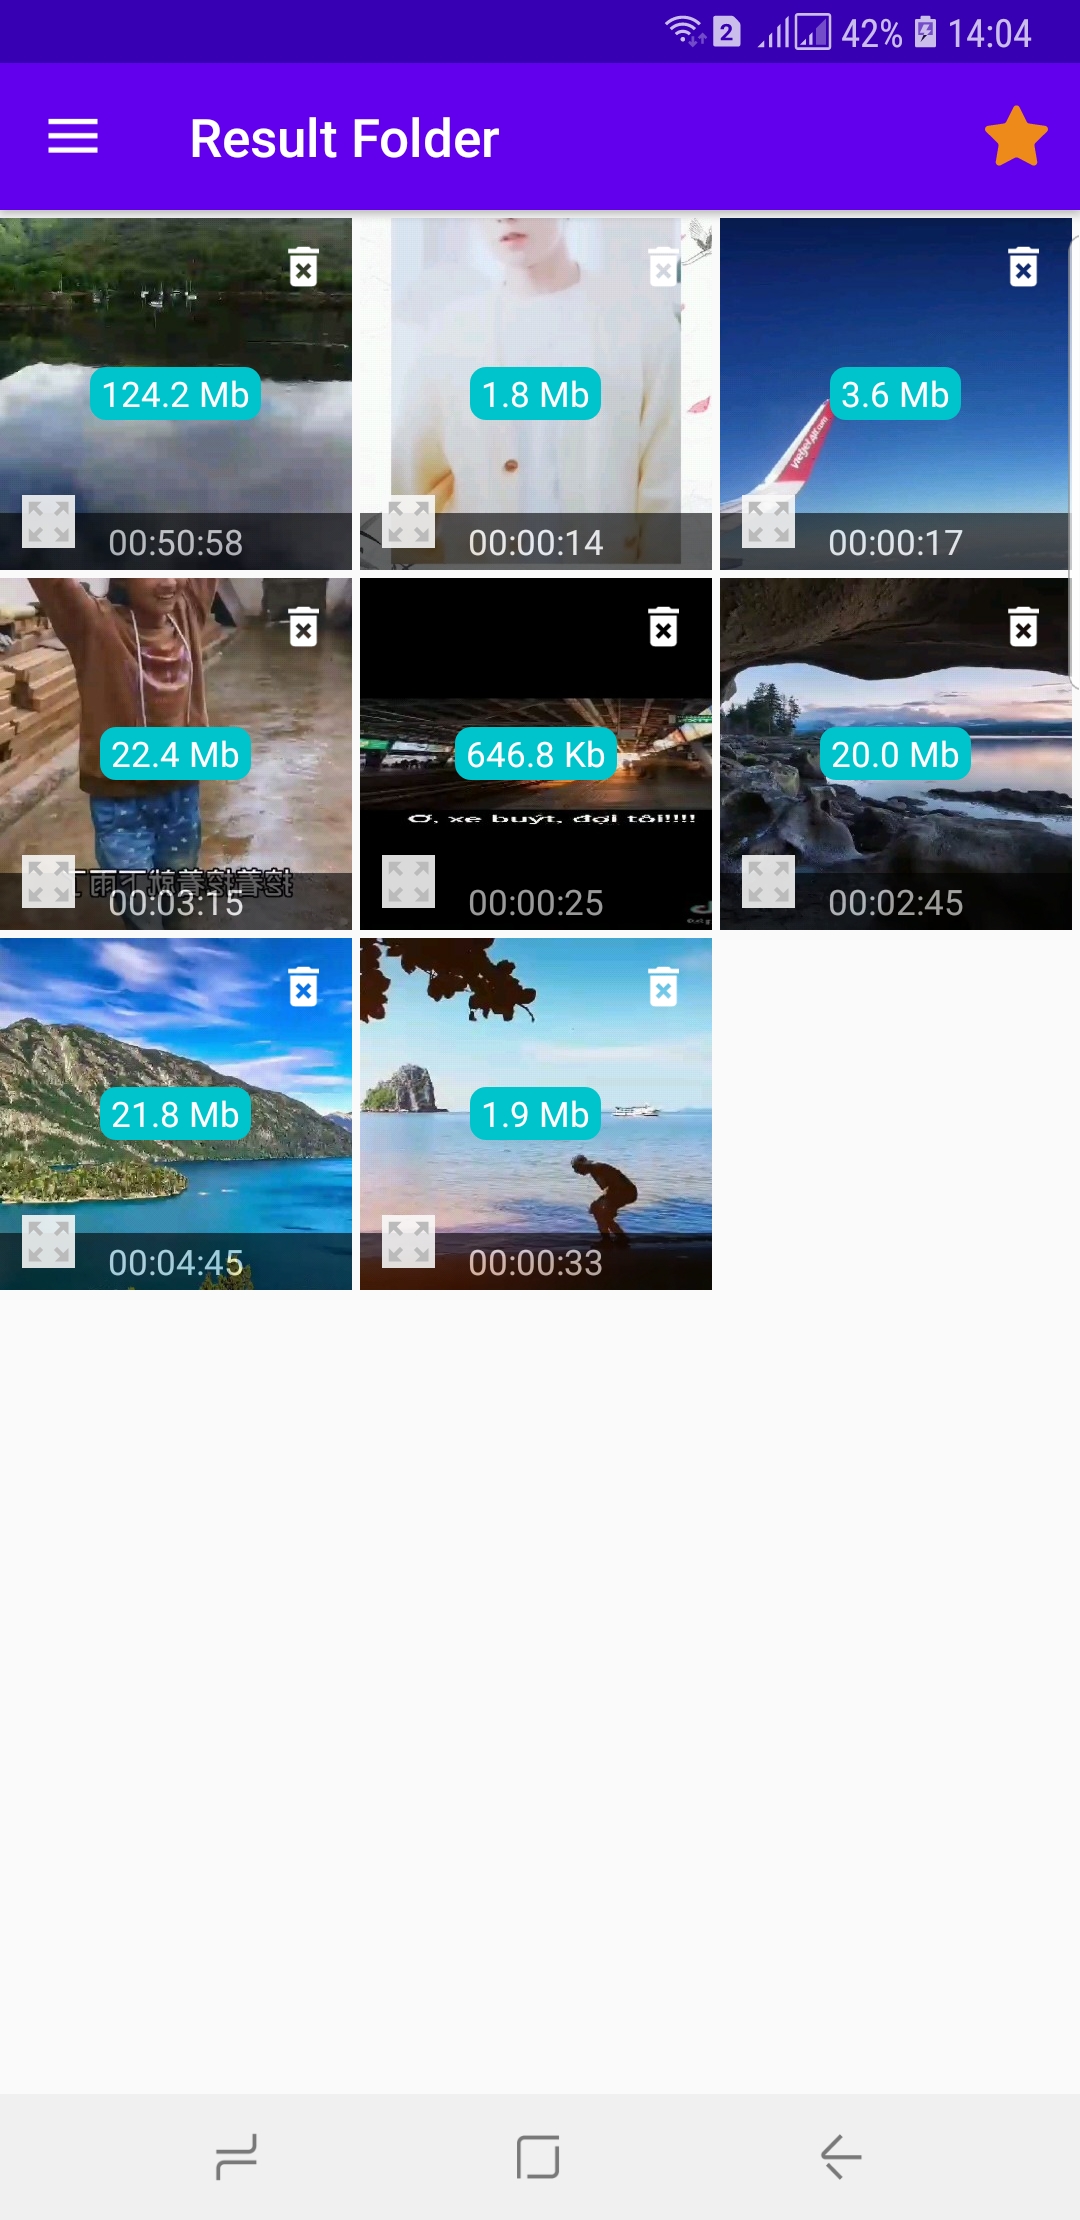 2 42% 14:04
Result Folder
124.2 Mb
00:50:58
1.8 Mb
00:00:14
3.6 Mb
Vietjet Air.com
00:00:17
22.4 Mb
00:03:15
646.8 Kb
Ơ, xe buýt, đợi tôi!!!!
00:00:25
20.0 Mb
00:02:45
21.8 Mb
00:04:45
1.9 Mb
00:00:33